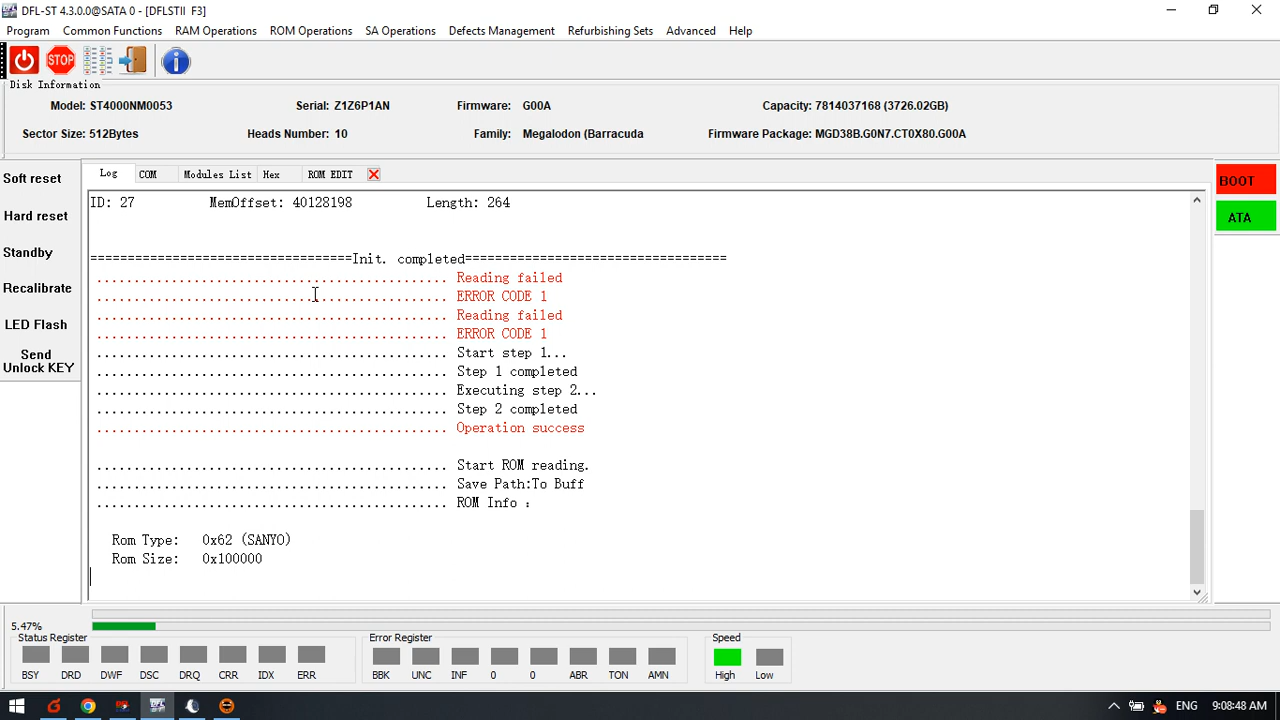 DFL-ST 4.3.0.0@SATA 0 - [DFLSTII F3]
Program Common Functions RAM Operations ROM Operations SA Operations Defects Management Refurbishing Sets Advanced Help
STOP
Disk Information
Model: ST4000NM0053 Serial: Z1Z6P1AN Firmware: G00A Capacity: 7814037168 (3726.02GB)
Sector Size: 512Bytes Heads Number: 10 Family: Megalodon (Barracuda Firmware Package: MGD38B.G0N7.CT0X80.G00A
Log COM Modules List Hex ROM EDIT
Soft reset
Hard reset
Standby
Recalibrate
LED Flash
Send
Unlock KEY
BOOT
ATA
ID: 27 MemOffset: 40128198 Length: 264
===================================Init. completed===================================
............................................... Reading failed
............................................... ERROR CODE 1
............................................... Reading failed
............................................... ERROR CODE 1
............................................... Start step 1...
............................................... Step 1 completed
............................................... Executing step 2...
............................................... Step 2 completed
............................................... Operation success
............................................... Start ROM reading.
............................................... Save Path:To Buff
............................................... ROM Info :
Rom Type: 0x62 (SANYO)
Rom Size: 0x100000
5.47%
Status Register Error Register Speed
BSY DRD DWF DSC DRQ CRR IDX ERR BBK UNC INF 0 0 ABR TON AMN High Low
ENG 9:08:48 AM